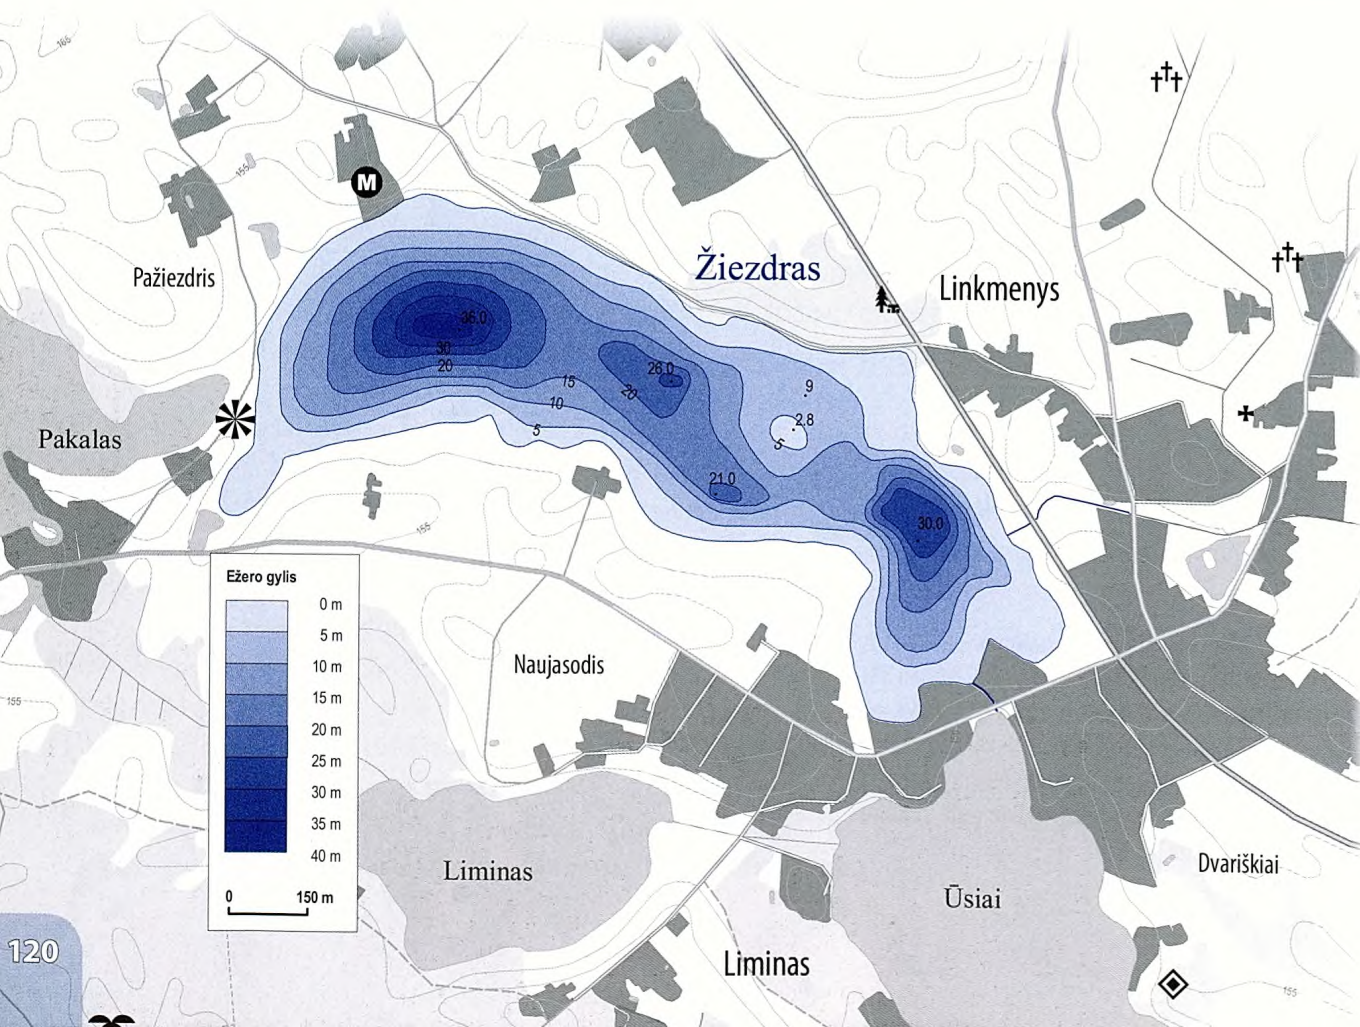 165
155
M
Pažiezdris
Žiezdras
Linkmenys
36.0
30
20
15
10
5
26.0
20
9
2.8
5
21.0
30.0
Pakalas
155
Ežero gylis
0 m
5 m
10 m
15 m
20 m
25 m
30 m
35 m
40 m
0 150 m
Naujasodis
155
Liminas
Ūsiai
Dvariškiai
120
Liminas
155